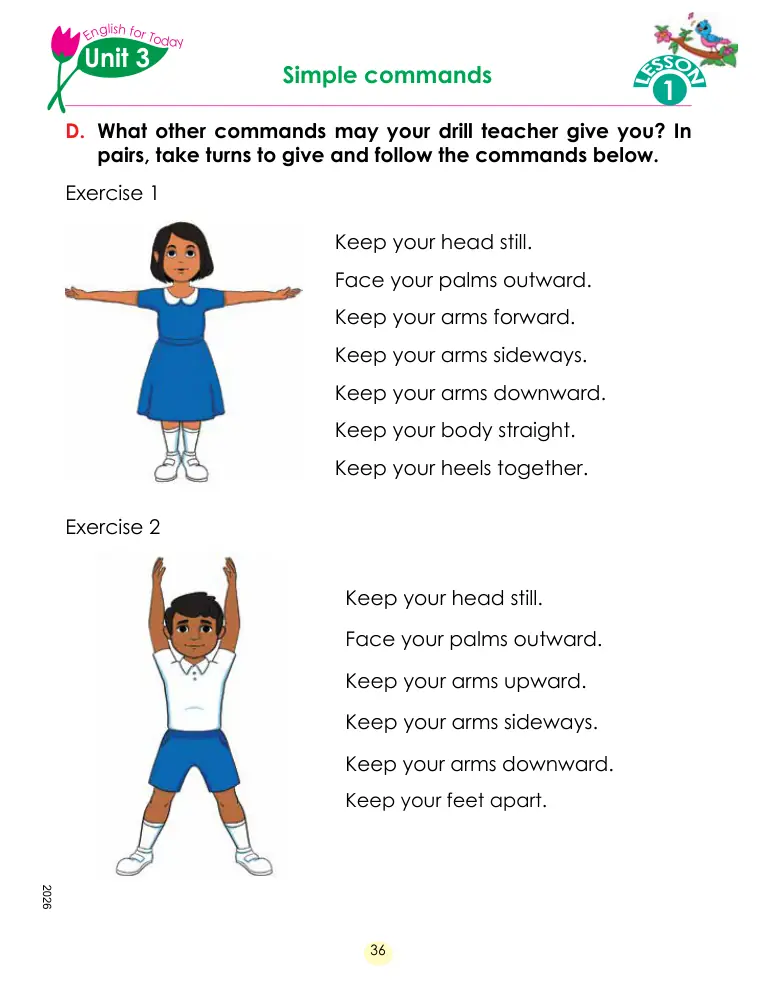 English for Today
Unit 3
Simple commands
LESSON
1
D. What other commands may your drill teacher give you? In
pairs, take turns to give and follow the commands below.
Exercise 1
Keep your head still.
Face your palms outward.
Keep your arms forward.
Keep your arms sideways.
Keep your arms downward.
Keep your body straight.
Keep your heels together.
Exercise 2
Keep your head still.
Face your palms outward.
Keep your arms upward.
Keep your arms sideways.
Keep your arms downward.
Keep your feet apart.
2026
36